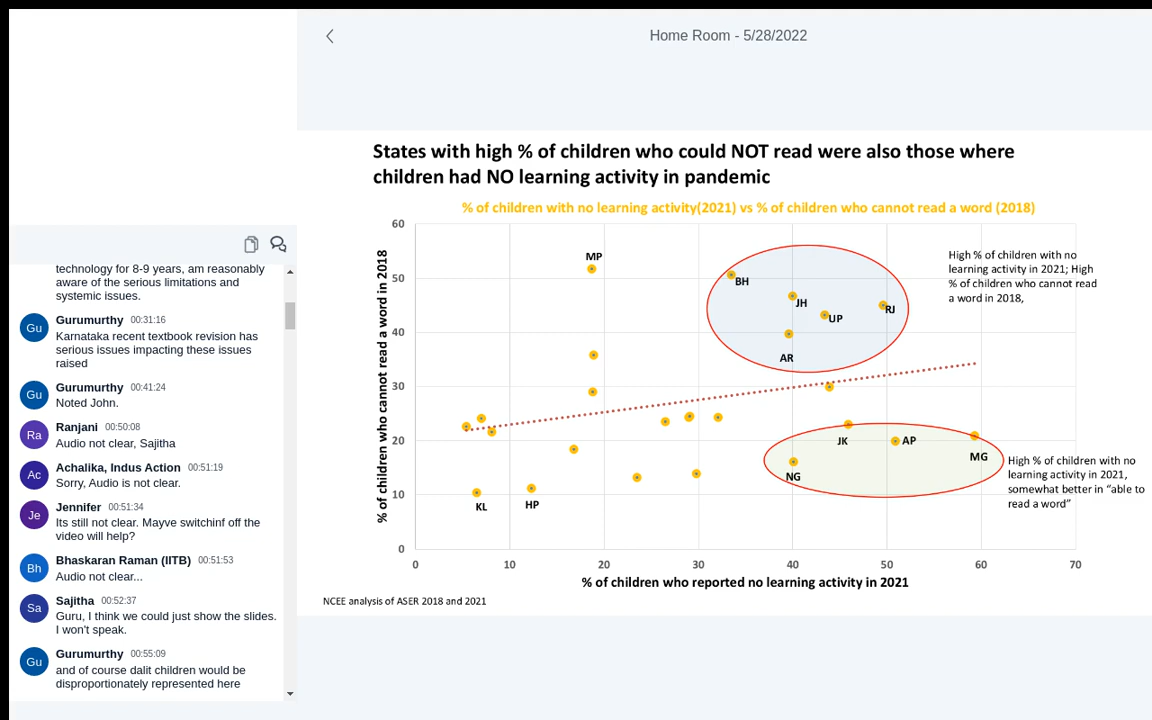 Home Room - 5/28/2022
technology for 8-9 years, am reasonably
aware of the serious limitations and
systemic issues.
Gu
Gurumurthy 00:31:16
Karnataka recent textbook revision has
serious issues impacting these issues
raised
Gu
Gurumurthy 00:41:24
Noted John.
Ra
Ranjani 00:50:08
Audio not clear, Sajitha
Ac
Achalika, Indus Action 00:51:19
Sorry, Audio is not clear.
Je
Jennifer 00:51:34
Its still not clear. Mayve switchinf off the
video will help?
Bh
Bhaskaran Raman (IITB) 00:51:53
Audio not clear...
Sa
Sajitha 00:52:37
Guru, I think we could just show the slides.
I won't speak.
Gu
Gurumurthy 00:55:09
and of course dalit children would be
disproportionately represented here
States with high % of children who could NOT read were also those where
children had NO learning activity in pandemic
% of children with no learning activity(2021) vs % of children who cannot read a word (2018)
% of children who cannot read a word in 2018
60
50
40
30
20
10
0
MP
BH
JH
UP
RJ
AR
JK
AP
MG
NG
KL
HP
High % of children with no
learning activity in 2021; High
% of children who cannot read
a word in 2018,
High % of children with no
learning activity in 2021,
somewhat better in “able to
read a word”
0 10 20 30 40 50 60 70
% of children who reported no learning activity in 2021
NCEE analysis of ASER 2018 and 2021